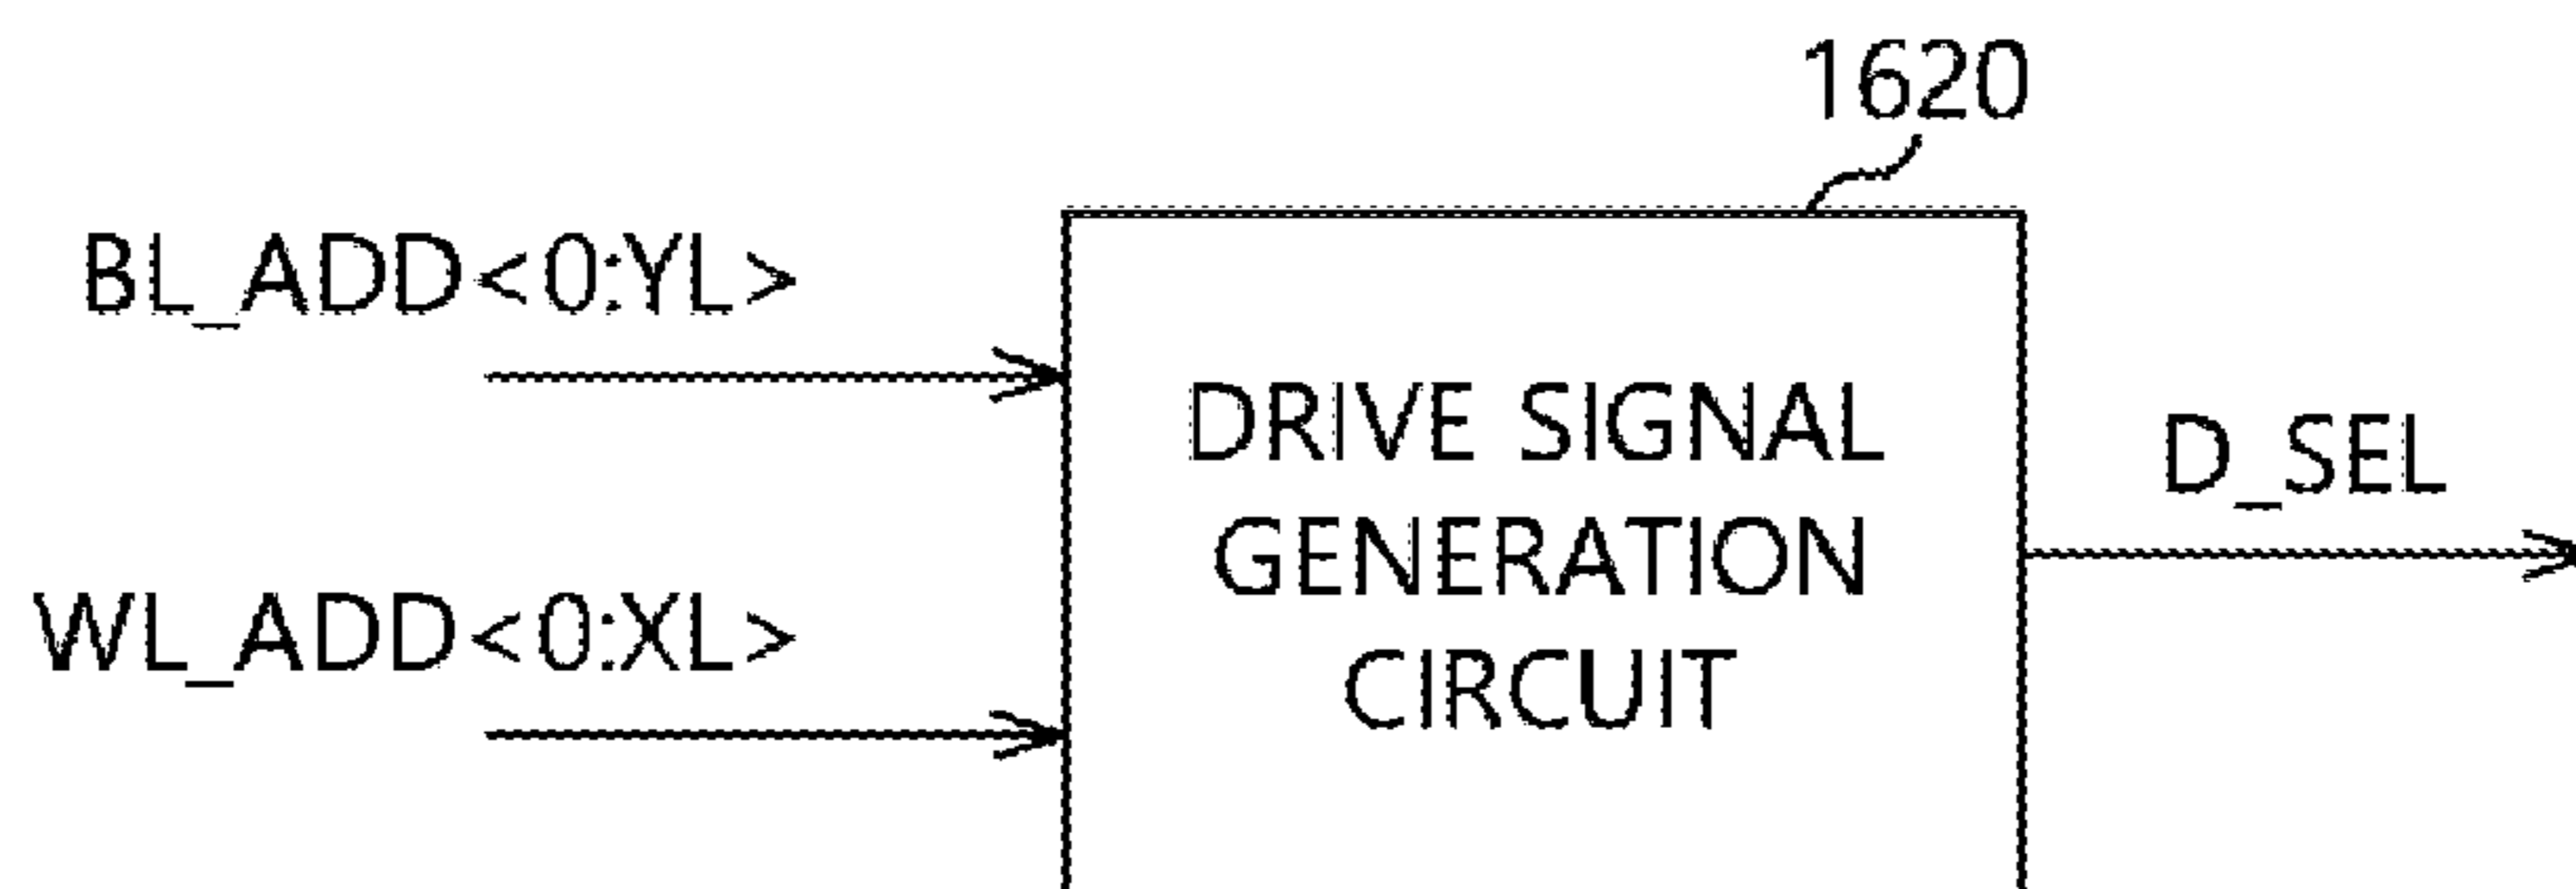 1620
BL_ADD<0:YL>
DRIVE SIGNAL
GENERATION
CIRCUIT
D_SEL
WL_ADD<0:XL>